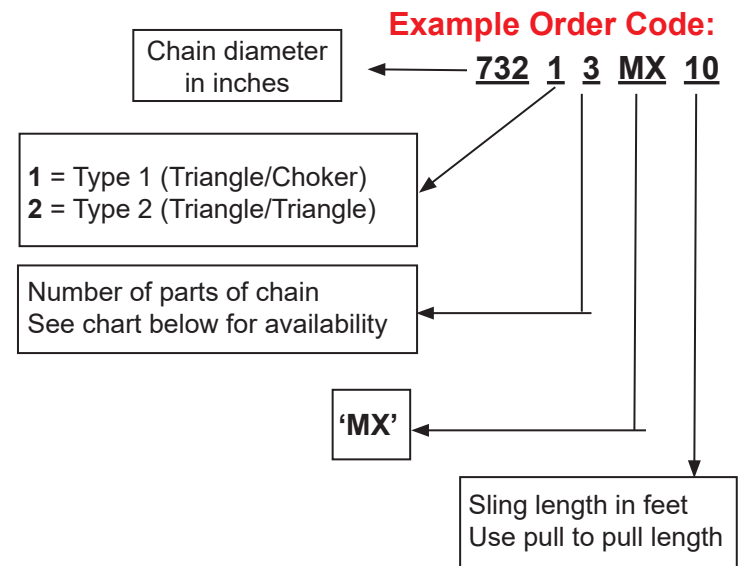 Example Order Code:
Chain diameter
in inches
732 1 3 MX 10
1 = Type 1 (Triangle/Choker)
2 = Type 2 (Triangle/Triangle)
Number of parts of chain
See chart below for availability
‘MX’
Sling length in feet
Use pull to pull length